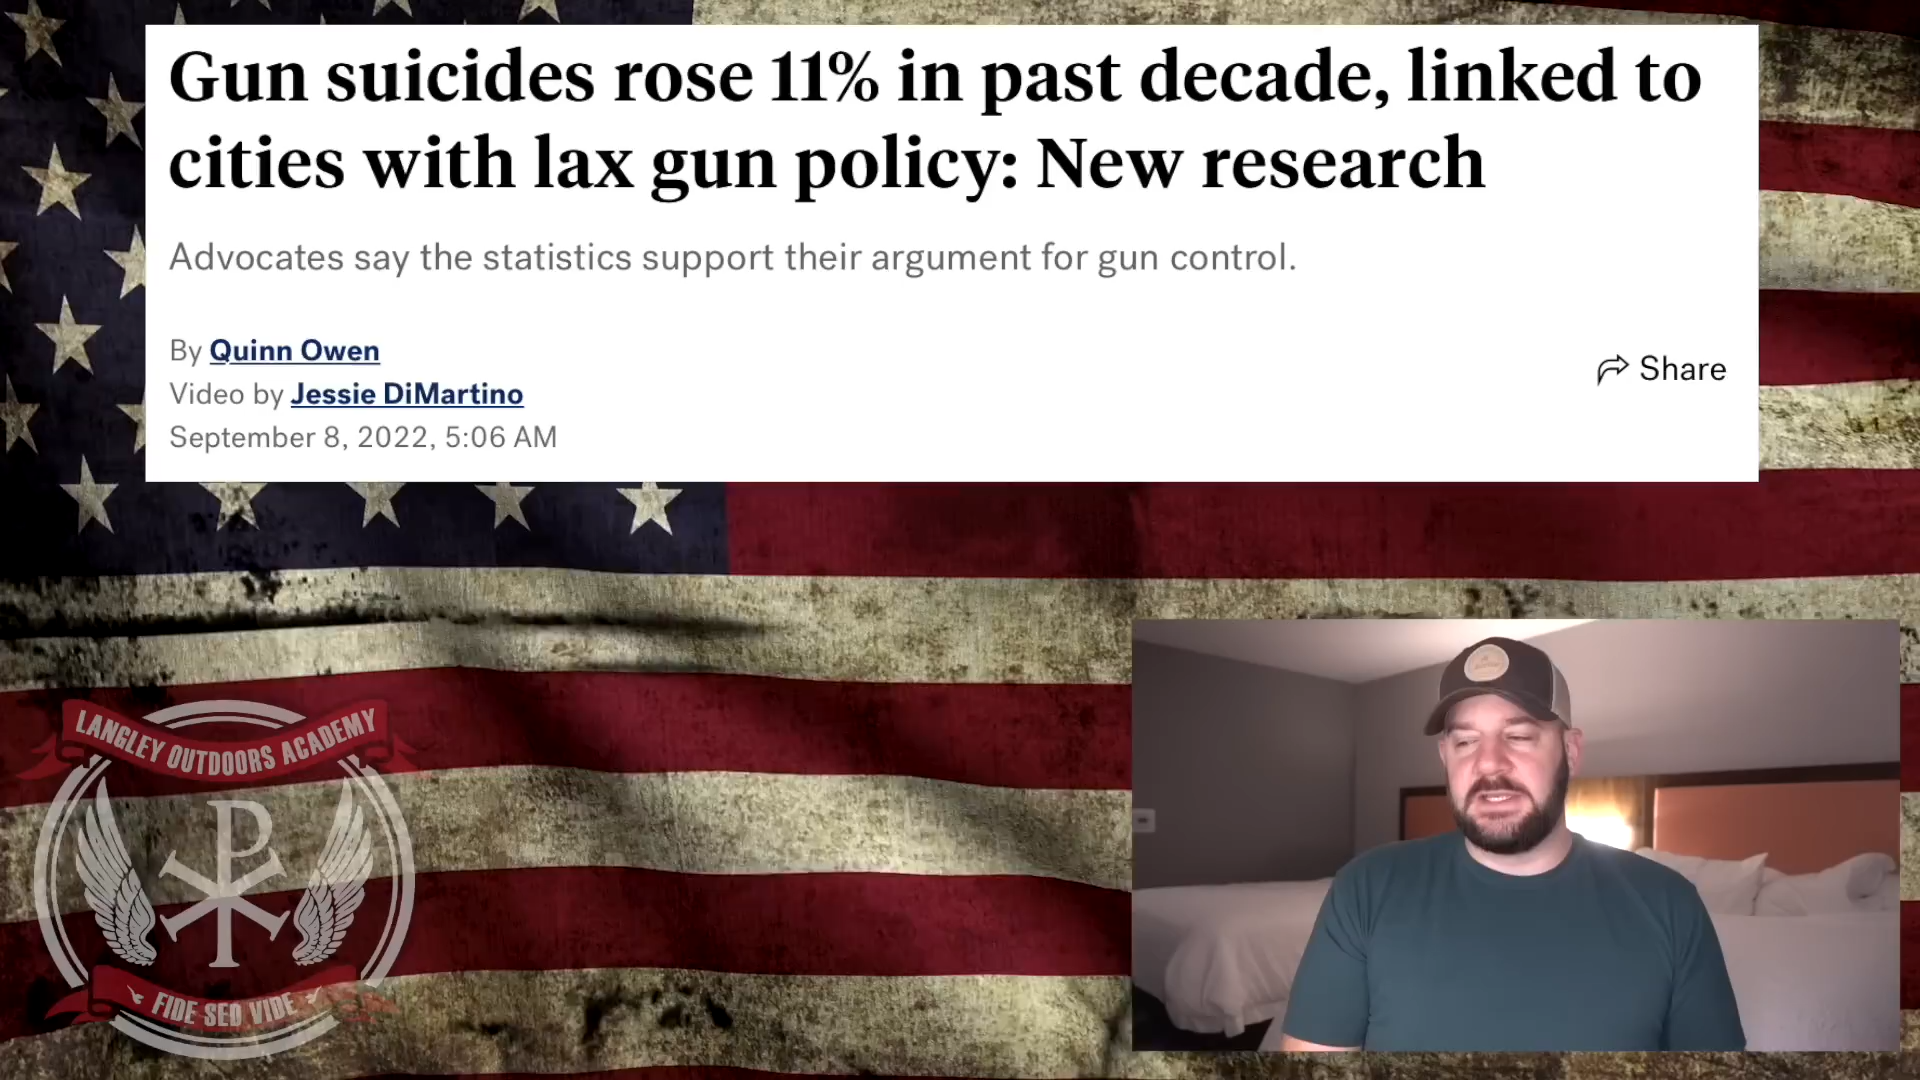 Gun suicides rose 11% in past decade, linked to
cities with lax gun policy: New research
Advocates say the statistics support their argument for gun control.
By Quinn Owen
Video by Jessie DiMartino
September 8, 2022, 5:06 AM
Share
LANGLEY OUTDOORS ACADEMY
FIDE SED VIDE